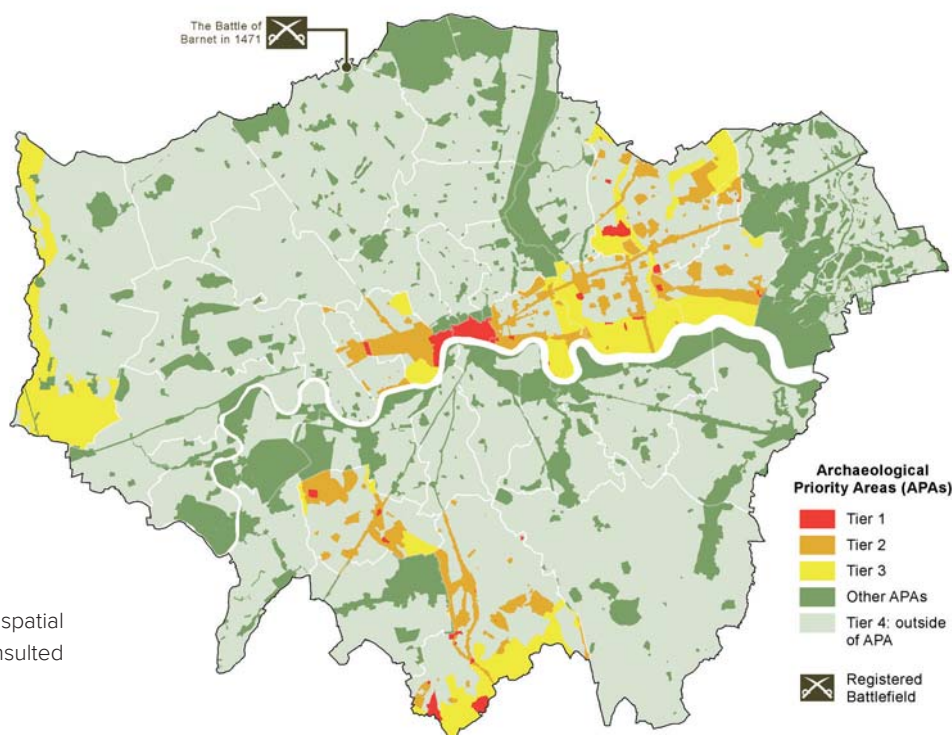 The Battle of
Barnet in 1471
Archaeological
Priority Areas (APAs)
Tier 1
Tier 2
Tier 3
Other APAs
Tier 4: outside
of APA
Registered
Battlefield
spatial
nsulted